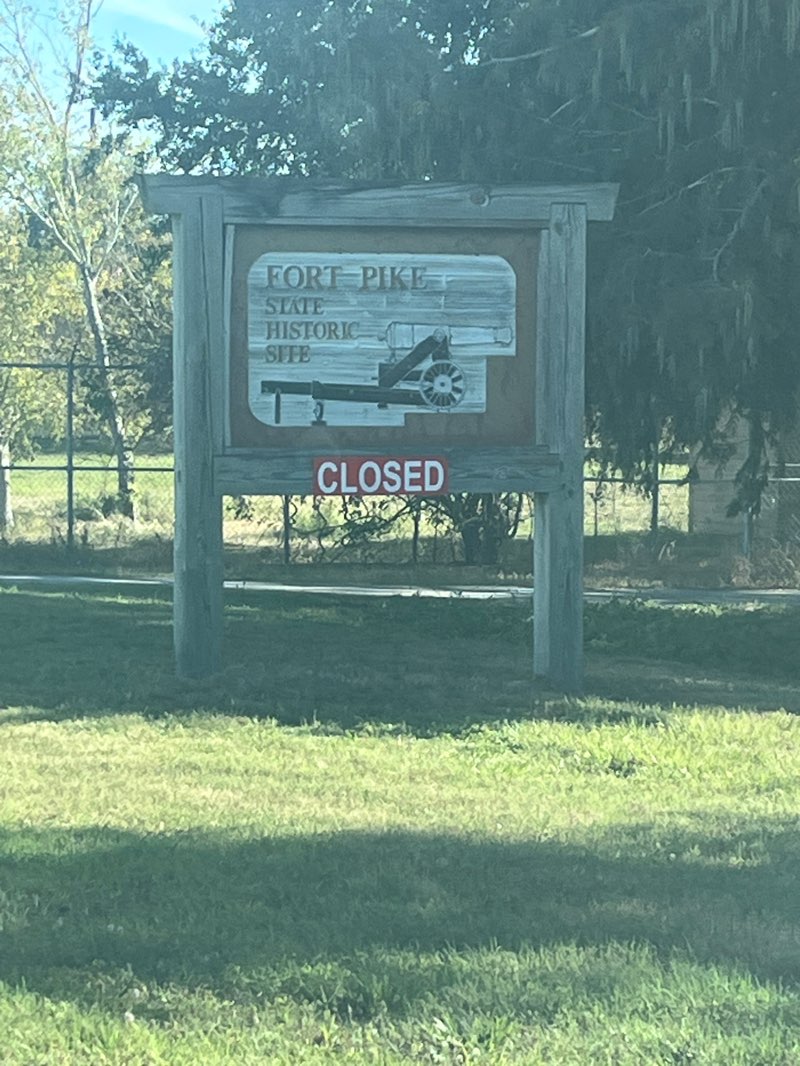 FORT PIKE
STATE
HISTORIC
SITE
CLOSED